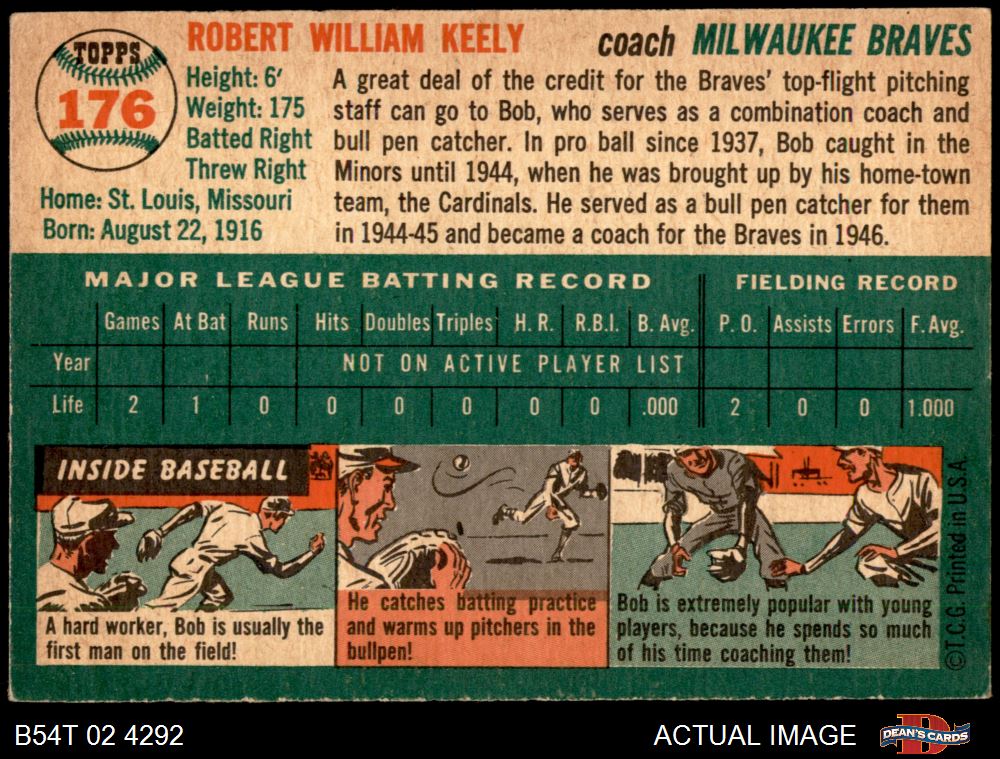 TOPPS
176
ROBERT WILLIAM KEELY
coach MILWAUKEE BRAVES
Height: 6'
Weight: 175
Batted Right
Threw Right
Home: St. Louis, Missouri
Born: August 22, 1916
A great deal of the credit for the Braves' top-flight pitching
staff can go to Bob, who serves as a combination coach and
bull pen catcher. In pro ball since 1937, Bob caught in the
Minors until 1944, when he was brought up by his home-town
team, the Cardinals. He served as a bull pen catcher for them
in 1944-45 and became a coach for the Braves in 1946.
MAJOR LEAGUE BATTING RECORD FIELDING RECORD
Games At Bat Runs Hits Doubles Triples H. R. R.B.I. B. Avg. P. O. Assists Errors F. Avg.
Year NOT ON ACTIVE PLAYER LIST
Life 2 1 0 0 0 0 0 0 .000 2 0 0 1.000
INSIDE BASEBALL
A hard worker, Bob is usually the
first man on the field!
He catches batting practice
and warms up pitchers in the
bullpen!
Bob is extremely popular with young
players, because he spends so much
of his time coaching them!
©T.C.G. Printed in U.S.A.
B54T 02 4292 ACTUAL IMAGE
DEAN'S CARDS